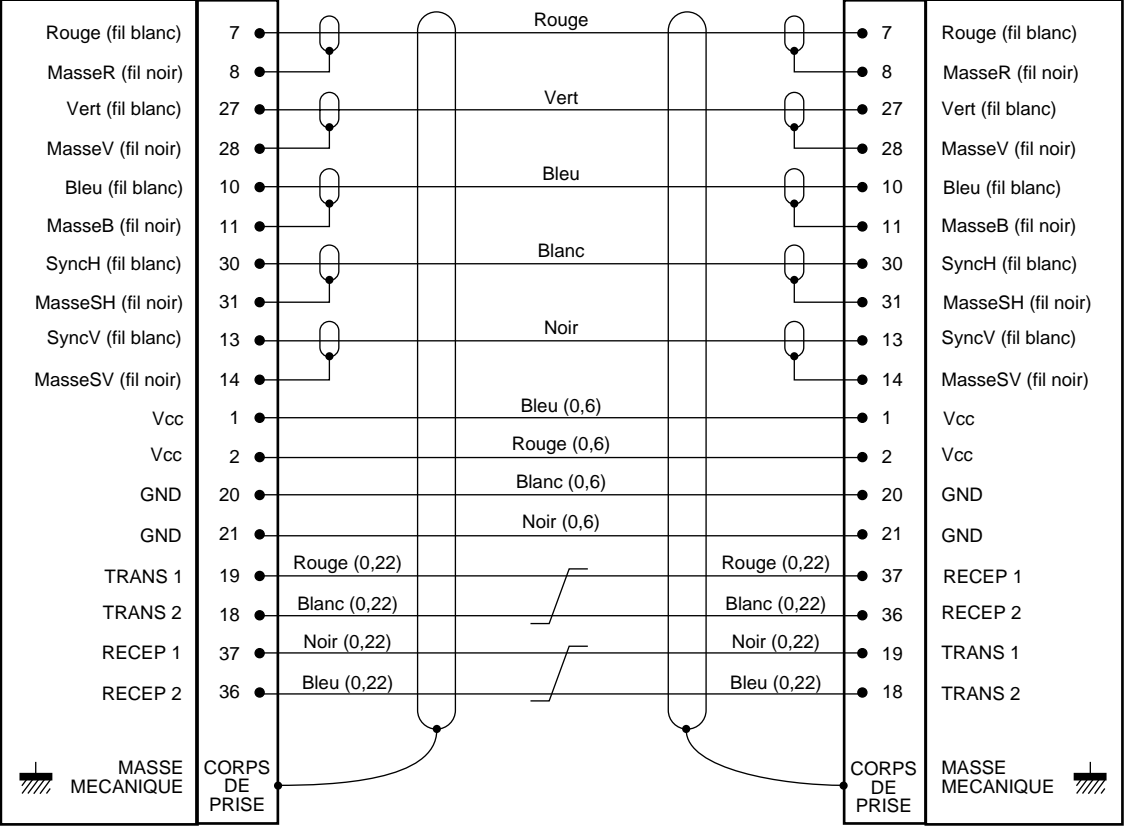 Rouge (fil blanc) 7 Rouge 7 Rouge (fil blanc)
MasseR (fil noir) 8 8 MasseR (fil noir)
Vert (fil blanc) 27 Vert 27 Vert (fil blanc)
MasseV (fil noir) 28 28 MasseV (fil noir)
Bleu (fil blanc) 10 Bleu 10 Bleu (fil blanc)
MasseB (fil noir) 11 11 MasseB (fil noir)
SyncH (fil blanc) 30 Blanc 30 SyncH (fil blanc)
MasseSH (fil noir) 31 31 MasseSH (fil noir)
SyncV (fil blanc) 13 Noir 13 SyncV (fil blanc)
MasseSV (fil noir) 14 14 MasseSV (fil noir)
Vcc 1 Bleu (0,6) 1 Vcc
Vcc 2 Rouge (0,6) 2 Vcc
GND 20 Blanc (0,6) 20 GND
GND 21 Noir (0,6) 21 GND
TRANS 1 19 Rouge (0,22) Rouge (0,22) 37 RECEP 1
TRANS 2 18 Blanc (0,22) Blanc (0,22) 36 RECEP 2
RECEP 1 37 Noir (0,22) Noir (0,22) 19 TRANS 1
RECEP 2 36 Bleu (0,22) Bleu (0,22) 18 TRANS 2
MASSE CORPS CORPS MASSE
MECANIQUE DE DE MECANIQUE
PRISE PRISE